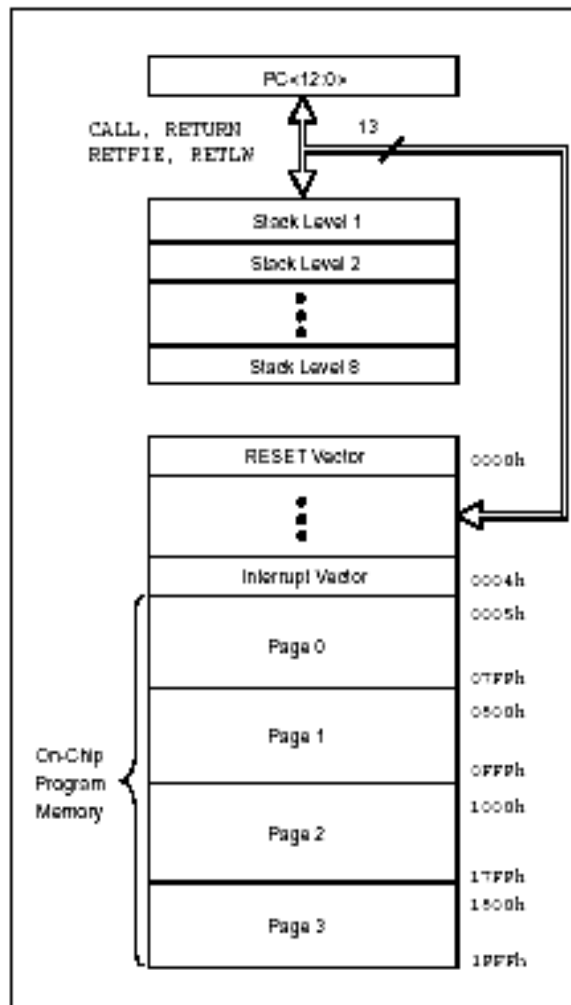 PC<12:0>
CALL, RETURN
RETFIE, RETLW
13
Stack Level 1
Stack Level 2
Stack Level 8
RESET Vector
0000h
Interrupt Vector
0004h
0005h
Page 0
07FFh
0800h
Page 1
0FFFh
On-Chip
Program
Memory
1000h
Page 2
17FFh
1800h
Page 3
1FFFh